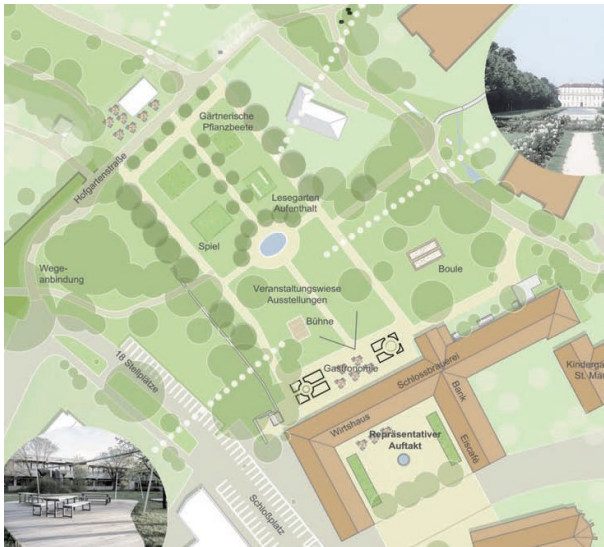 Gärtnerische
Pflanzbeete
Hofgartenstraße
Lesegarten
Aufenthalt
Spiel
Wege-
anbindung
Boule
Veranstaltungswiese
Ausstellungen
Bühne
18 Stellplätze
Gastronomie
Schlossbrauerei
Kinderga
St. Ma
Wirtshaus
Bank
Repräsentativer
Auftakt
Eiscafé
Schloßplatz